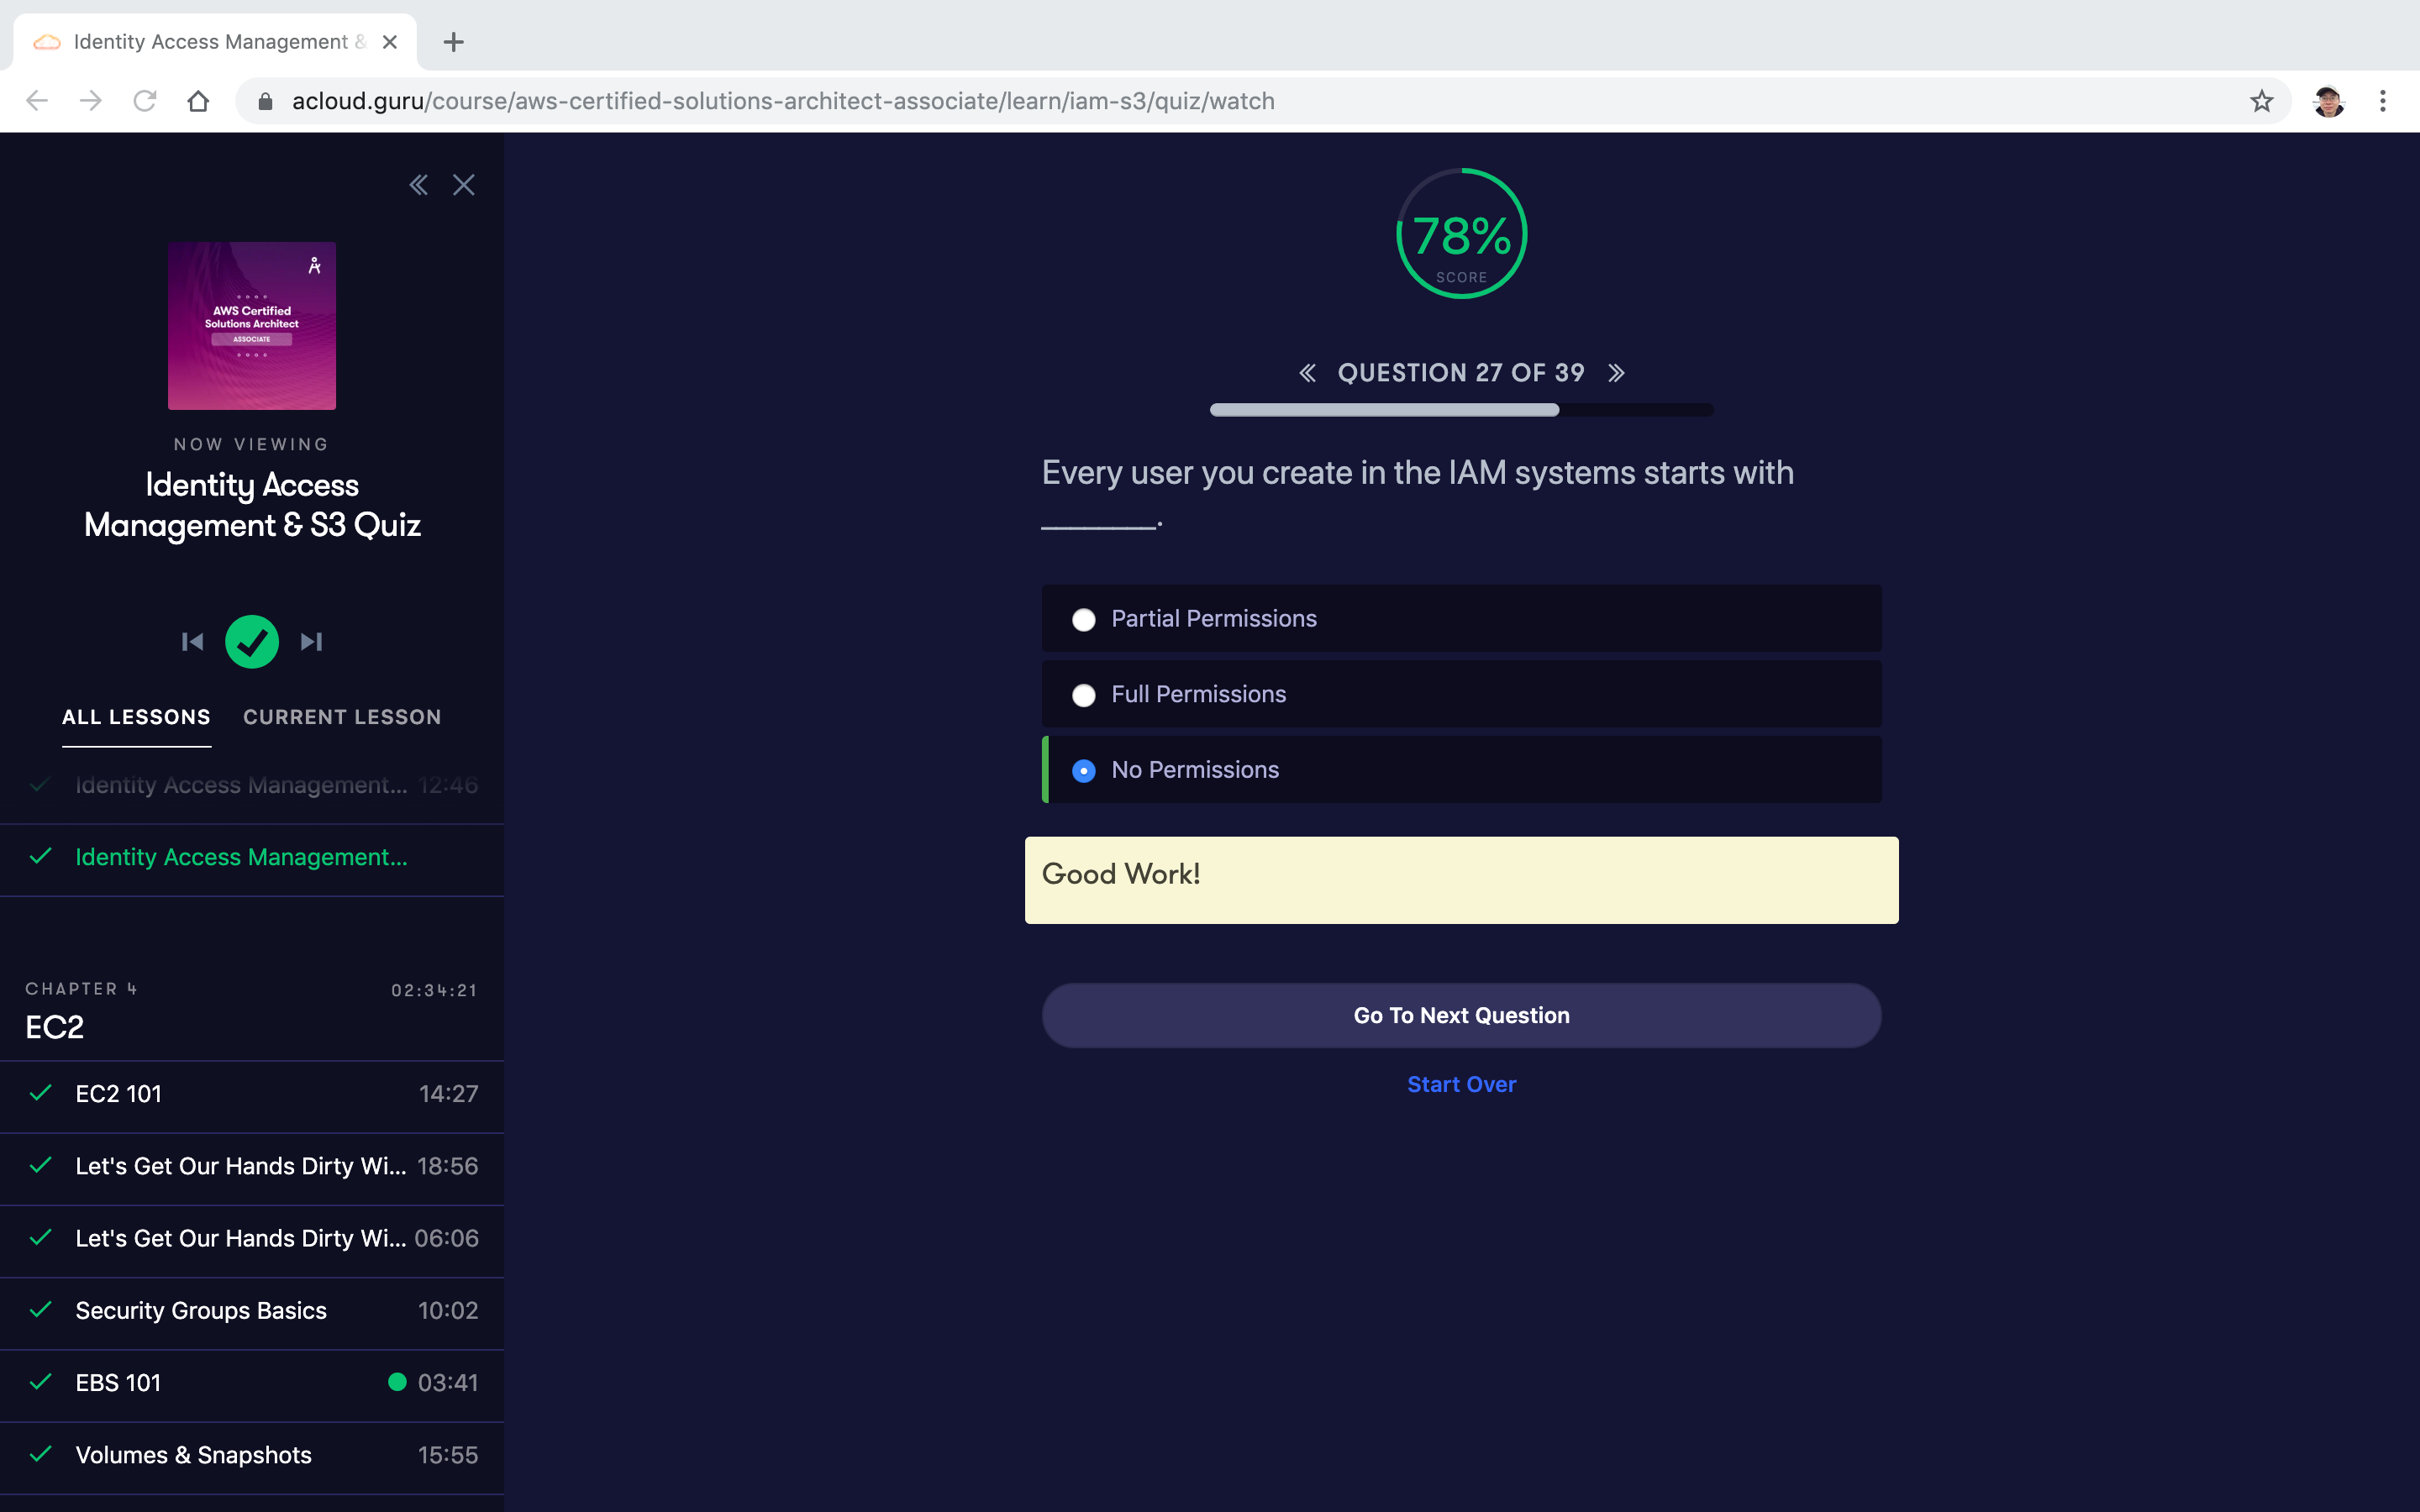 Identity Access Management &
acloud.guru/course/aws-certified-solutions-architect-associate/learn/iam-s3/quiz/watch
AWS Certified
Solutions Architect
ASSOCIATE
NOW VIEWING
Identity Access
Management & S3 Quiz
ALL LESSONS
CURRENT LESSON
Identity Access Management... 12:46
Identity Access Management...
CHAPTER 4 02:34:21
EC2
EC2 101 14:27
Let's Get Our Hands Dirty Wi... 18:56
Let's Get Our Hands Dirty Wi... 06:06
Security Groups Basics 10:02
EBS 101 03:41
Volumes & Snapshots 15:55
78%
SCORE
QUESTION 27 OF 39
Every user you create in the IAM systems starts with
________.
Partial Permissions
Full Permissions
No Permissions
Good Work!
Go To Next Question
Start Over